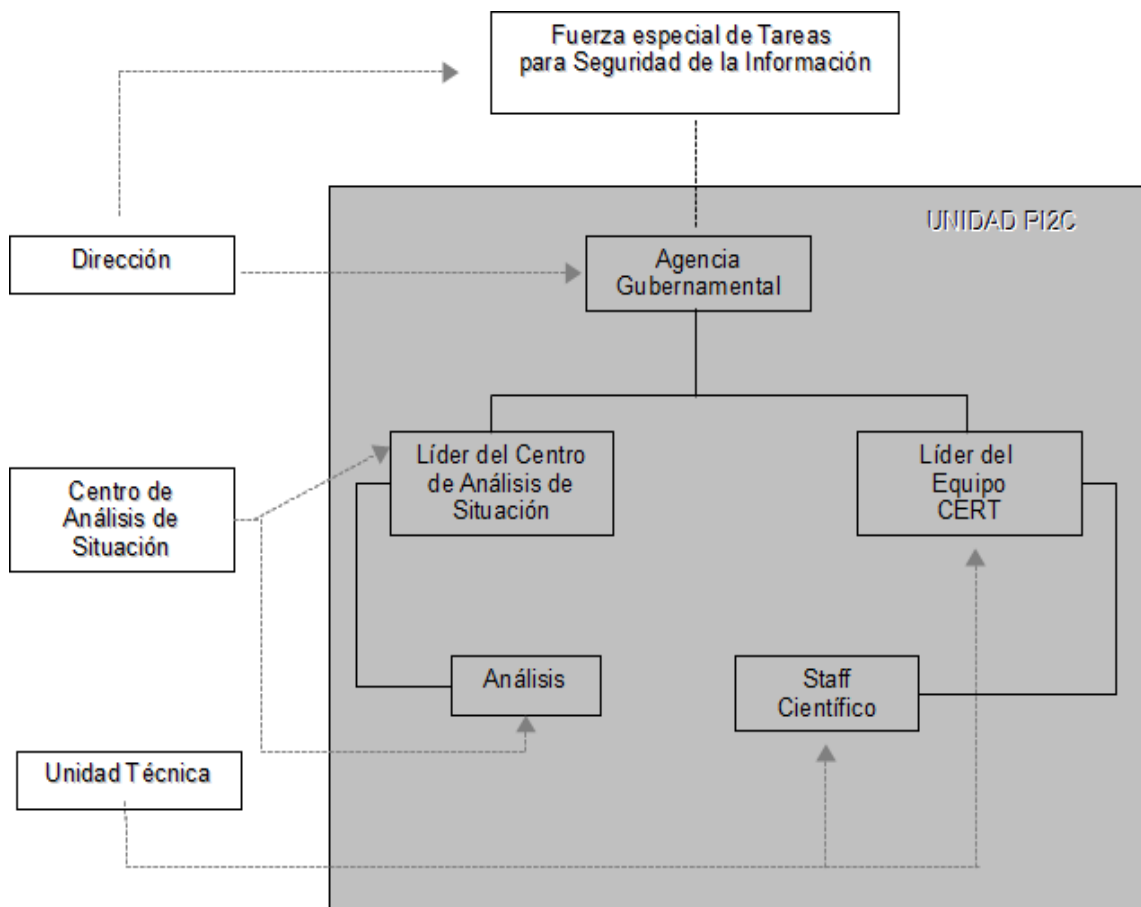 Fuerza especial de Tareas
para Seguridad de la Información
UNIDAD PI2C
Dirección
Agencia
Gubernamental
Líder del Centro
de Análisis de
Situación
Líder del
Equipo
CERT
Centro de
Análisis de
Situación
Análisis
Staff
Científico
Unidad Técnica